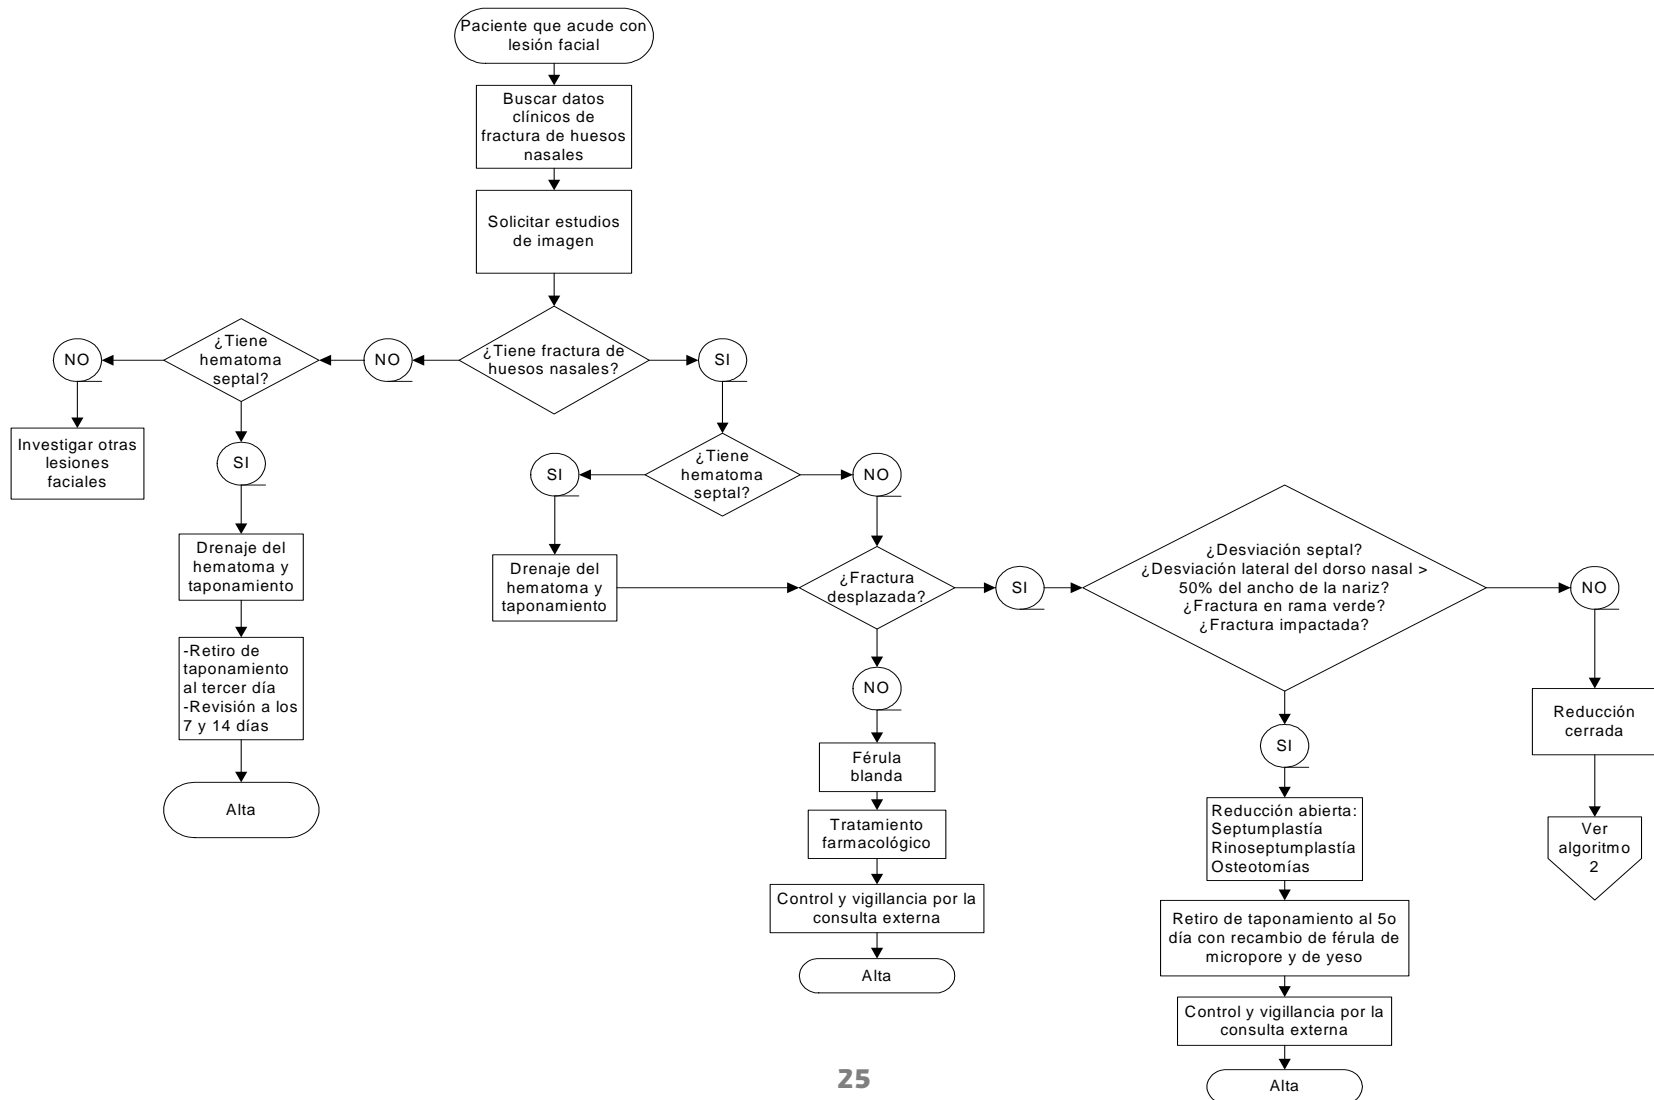 Paciente que acude con
lesión facial
Buscar datos
clínicos de
fractura de huesos
nasales
Solicitar estudios
de imagen
¿Tiene fractura de
huesos nasales?
NO
¿Tiene
hematoma
septal?
NO
Investigar otras
lesiones
faciales
SI
Drenaje del
hematoma y
taponamiento
-Retiro de
taponamiento
al tercer día
-Revisión a los
7 y 14 días
Alta
SI
¿Tiene
hematoma
septal?
SI
Drenaje del
hematoma y
taponamiento
NO
¿Fractura
desplazada?
NO
Férula
blanda
Tratamiento
farmacológico
Control y vigillancia por la
consulta externa
Alta
SI
¿Desviación septal?
¿Desviación lateral del dorso nasal >
50% del ancho de la nariz?
¿Fractura en rama verde?
¿Fractura impactada?
SI
Reducción abierta:
Septumplastía
Rinoseptumplastía
Osteotomías
Retiro de taponamiento al 5o
día con recambio de férula de
micropore y de yeso
Control y vigillancia por la
consulta externa
Alta
NO
Reducción
cerrada
Ver
algoritmo
2
25